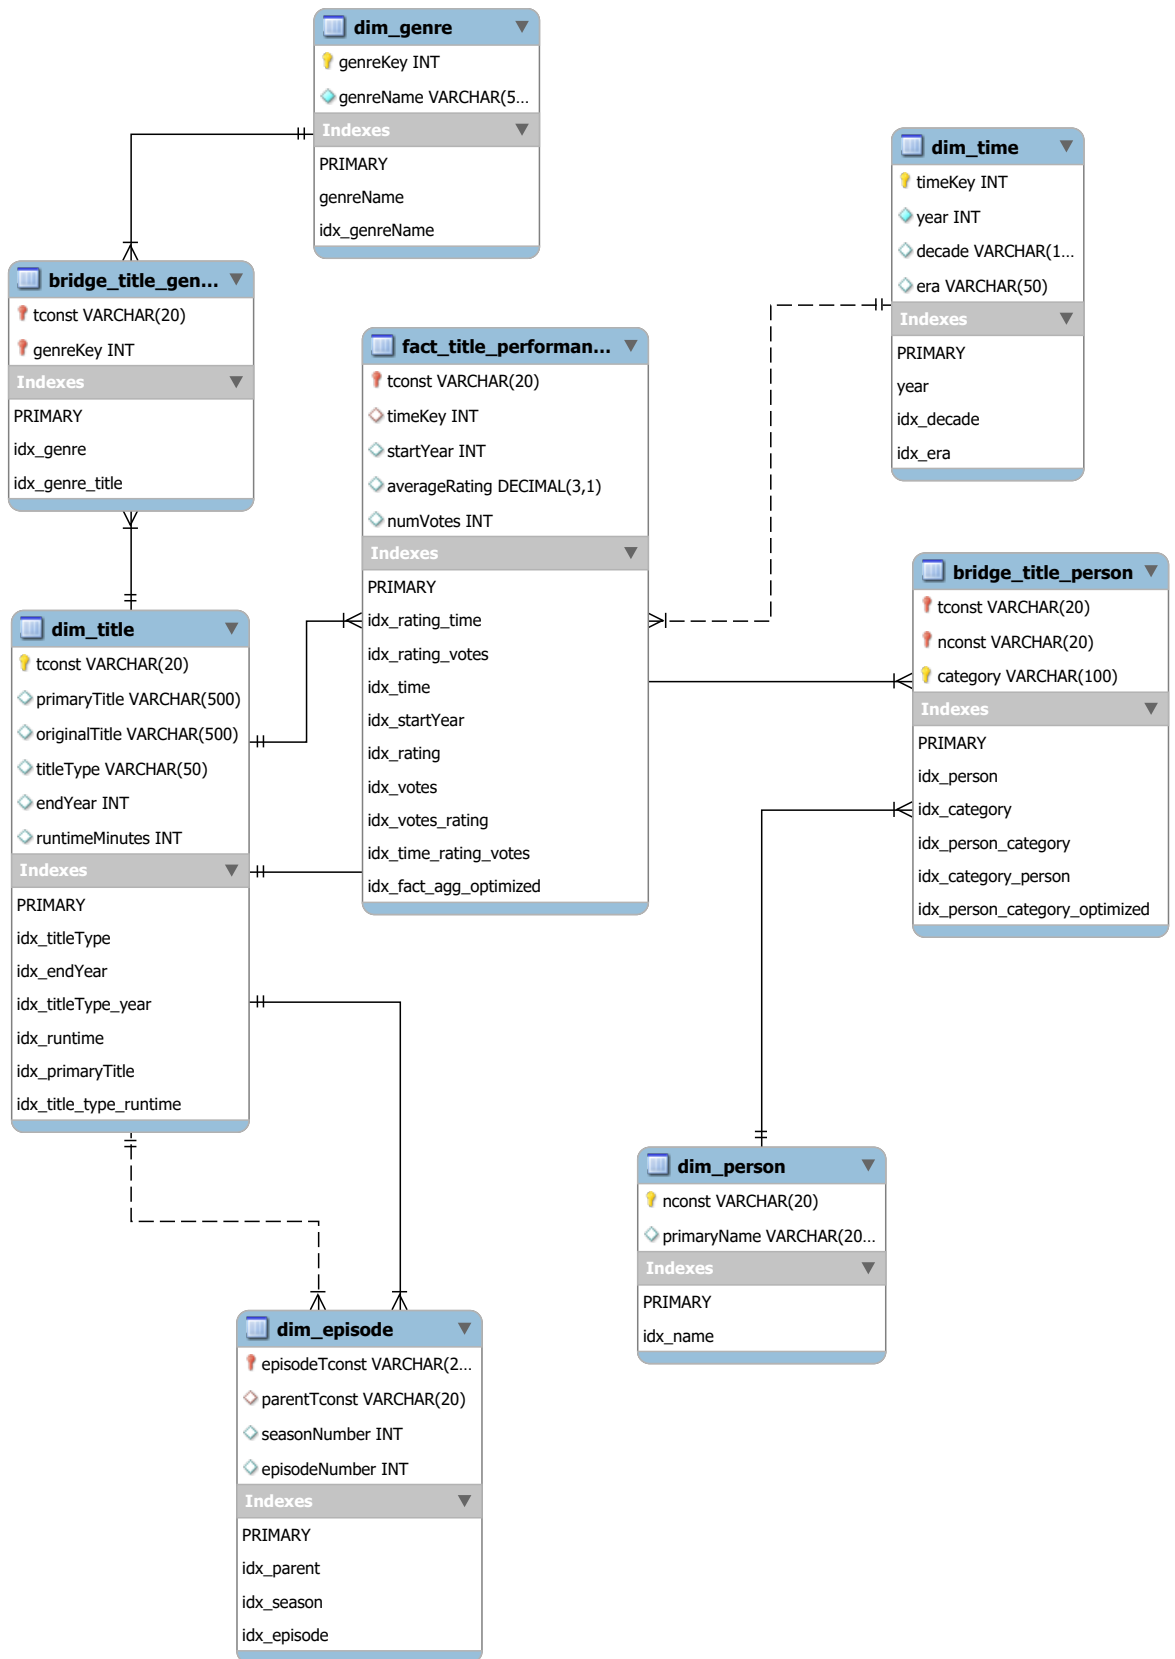 dim_genre
genreKey INT
genreName VARCHAR(5...
Indexes
PRIMARY
genreName
idx_genreName
dim_time
timeKey INT
year INT
decade VARCHAR(1...
era VARCHAR(50)
Indexes
PRIMARY
year
idx_decade
idx_era
bridge_title_gen...
tconst VARCHAR(20)
genreKey INT
Indexes
PRIMARY
idx_genre
idx_genre_title
fact_title_performan...
tconst VARCHAR(20)
timeKey INT
startYear INT
averageRating DECIMAL(3,1)
numVotes INT
Indexes
PRIMARY
idx_rating_time
idx_rating_votes
idx_time
idx_startYear
idx_rating
idx_votes
idx_votes_rating
idx_time_rating_votes
idx_fact_agg_optimized
bridge_title_person
tconst VARCHAR(20)
nconst VARCHAR(20)
category VARCHAR(100)
Indexes
PRIMARY
idx_person
idx_category
idx_person_category
idx_category_person
idx_person_category_optimized
dim_title
tconst VARCHAR(20)
primaryTitle VARCHAR(500)
originalTitle VARCHAR(500)
titleType VARCHAR(50)
endYear INT
runtimeMinutes INT
Indexes
PRIMARY
idx_titleType
idx_endYear
idx_titleType_year
idx_runtime
idx_primaryTitle
idx_title_type_runtime
dim_person
nconst VARCHAR(20)
primaryName VARCHAR(20...
Indexes
PRIMARY
idx_name
dim_episode
episodeTconst VARCHAR(2...
parentTconst VARCHAR(20)
seasonNumber INT
episodeNumber INT
Indexes
PRIMARY
idx_parent
idx_season
idx_episode